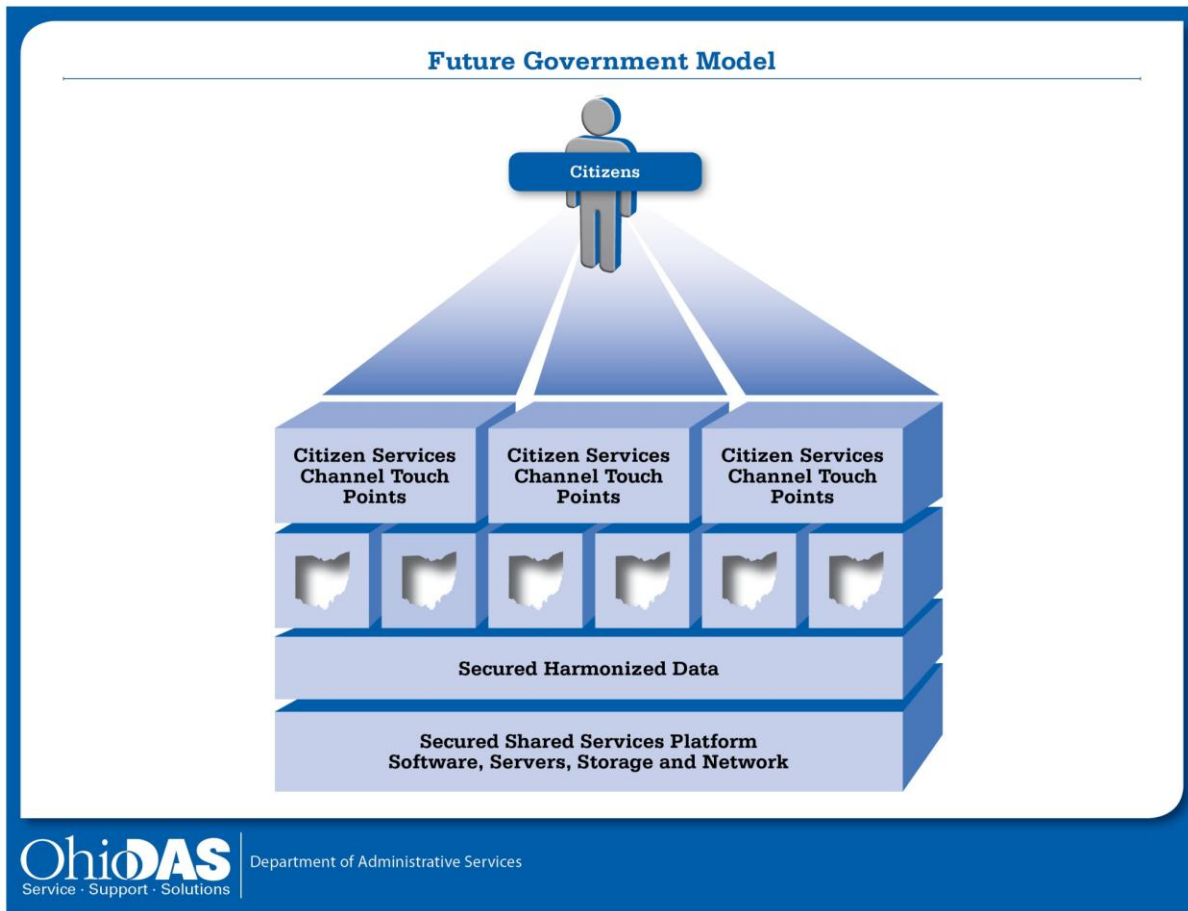 Future Government Model
Citizens
Citizen Services
Channel Touch
Points
Citizen Services
Channel Touch
Points
Citizen Services
Channel Touch
Points
Secured Harmonized Data
Secured Shared Services Platform
Software, Servers, Storage and Network
OhioDAS
Service · Support · Solutions
Department of Administrative Services